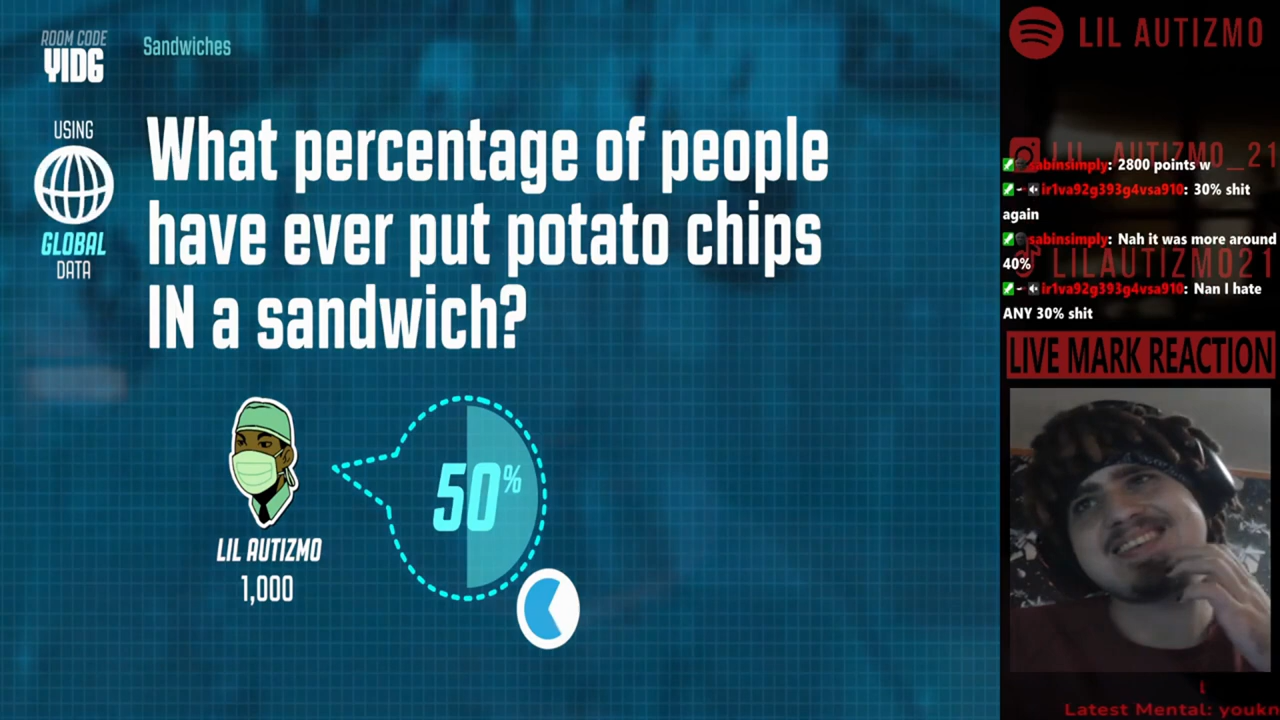 ROOM CODE
YIDG
Sandwiches
USING
GLOBAL
DATA
What percentage of people
have ever put potato chips
IN a sandwich?
50%
LIL AUTIZMO
1,000
LIL AUTIZMO
LIL_AUTIZMO_21
sabinsimply: 2800 points w
ir1va92g393g4vsa910: 30% shit
again
sabinsimply: Nah it was more around
40%
LILAUTIZMO21
ir1va92g393g4vsa910: Nan I hate
ANY 30% shit
LIVE MARK REACTION
Latest Mental: youkn